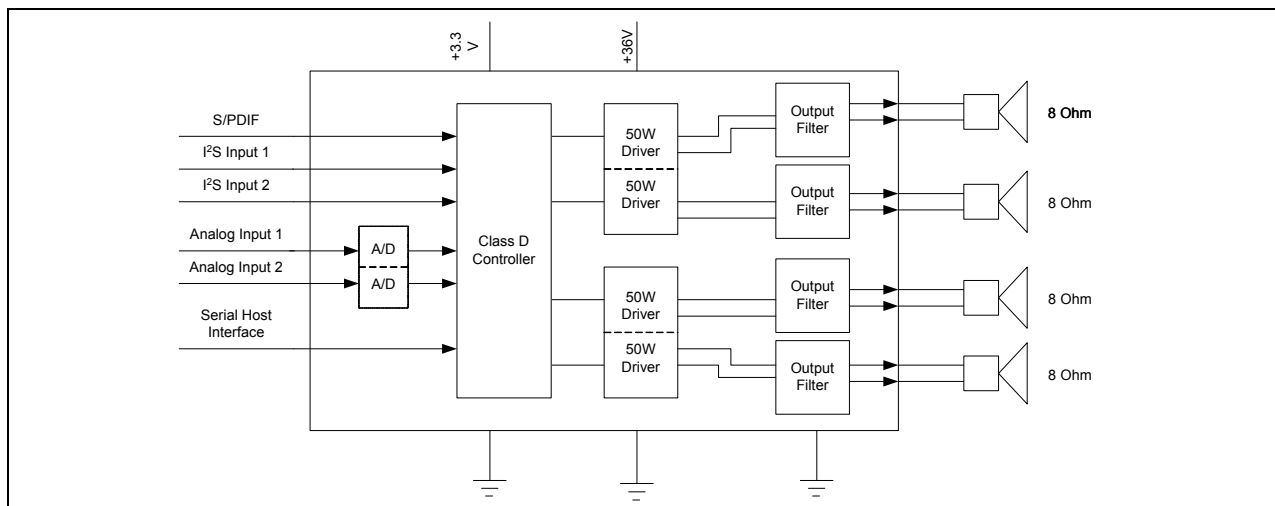 +3.3
V
+36V
S/PDIF
I²S Input 1
I²S Input 2
Analog Input 1
Analog Input 2
Serial Host
Interface
A/D
A/D
Class D
Controller
50W
Driver
50W
Driver
50W
Driver
50W
Driver
Output
Filter
Output
Filter
Output
Filter
Output
Filter
8 Ohm
8 Ohm
8 Ohm
8 Ohm